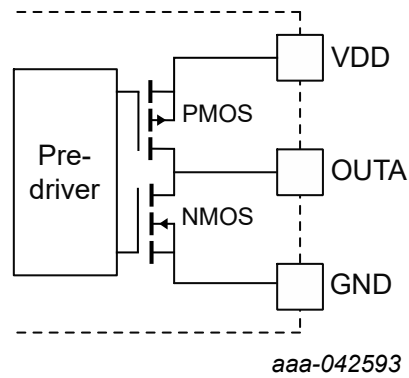 VDD
PMOS
Pre-
driver
OUTA
NMOS
GND
aaa-042593